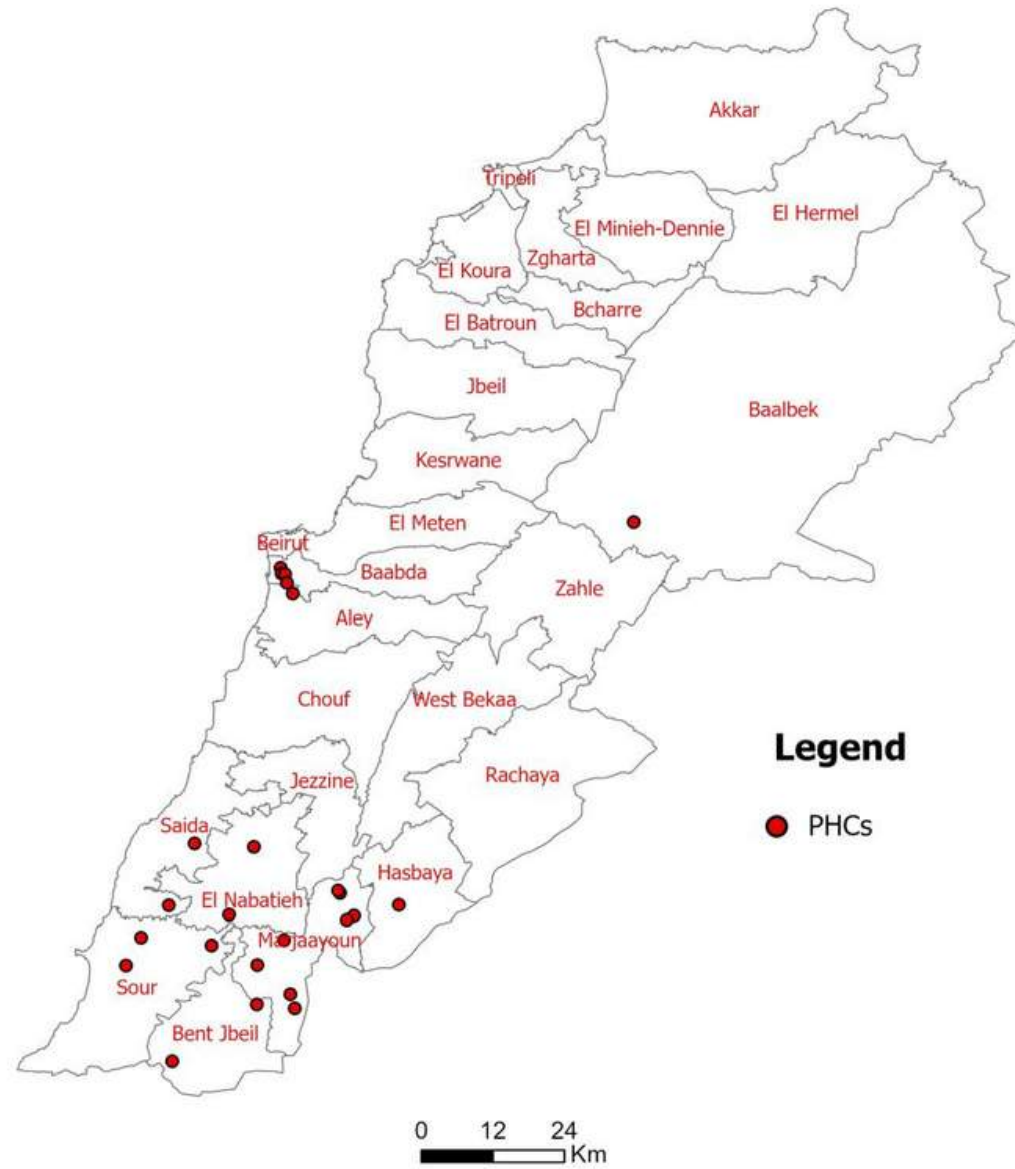 Akkar
Tripoli
El Hermel
El Minieh-Dennie
Zgharta
El Koura
Bcharre
El Batroun
Jbeil
Baalbek
Kesrwane
El Meten
Beirut
Baabda
Zahle
Aley
Chouf
West Bekaa
Legend
Rachaya
Jezzine
Saida
PHCs
Hasbaya
El Nabatieh
Marjaayoun
Sour
Bent Jbeil
0 12 24
Km